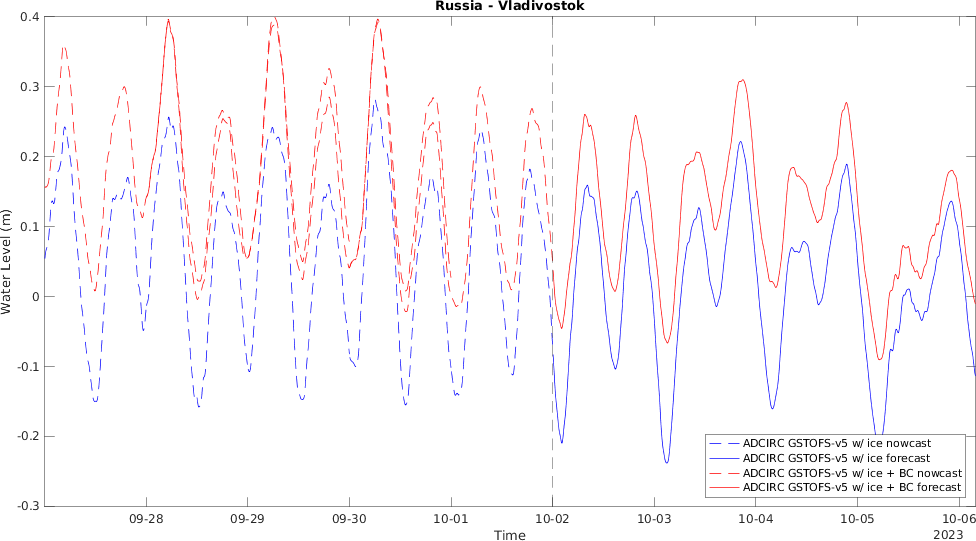 Russia - Vladivostok
0.4
0.3
0.2
0.1
0
-0.1
-0.2
-0.3
Water Level (m)
ADCIRC GSTOFS-v5 w/ ice nowcast
ADCIRC GSTOFS-v5 w/ ice forecast
ADCIRC GSTOFS-v5 w/ ice + BC nowcast
ADCIRC GSTOFS-v5 w/ ice + BC forecast
09-28 09-29 09-30 10-01 10-02 10-03 10-04 10-05 10-06
2023
Time